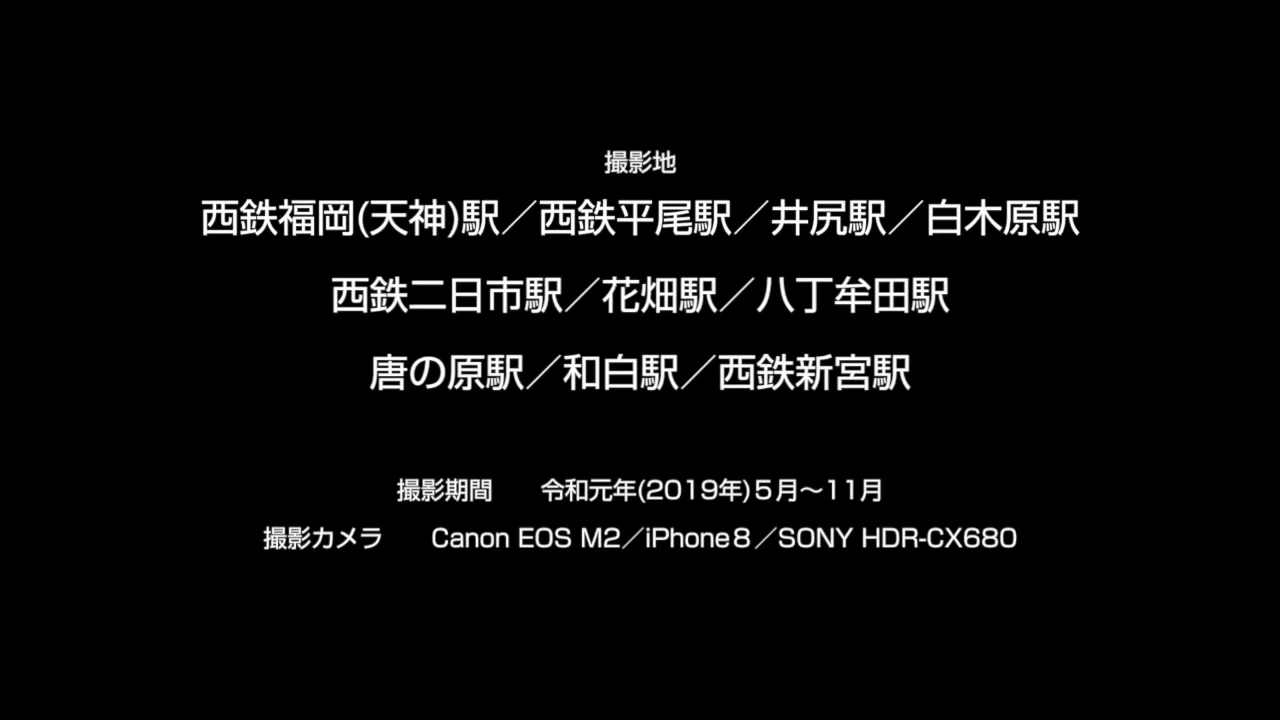 撮影地
西鉄福岡(天神)駅／西鉄平尾駅／井尻駅／白木原駅
西鉄二日市駅／花畑駅／八丁牟田駅
唐の原駅／和白駅／西鉄新宮駅
撮影期間　　令和元年(2019年)５月～11月
撮影カメラ　　Canon EOS M2／iPhone８／SONY HDR-CX680